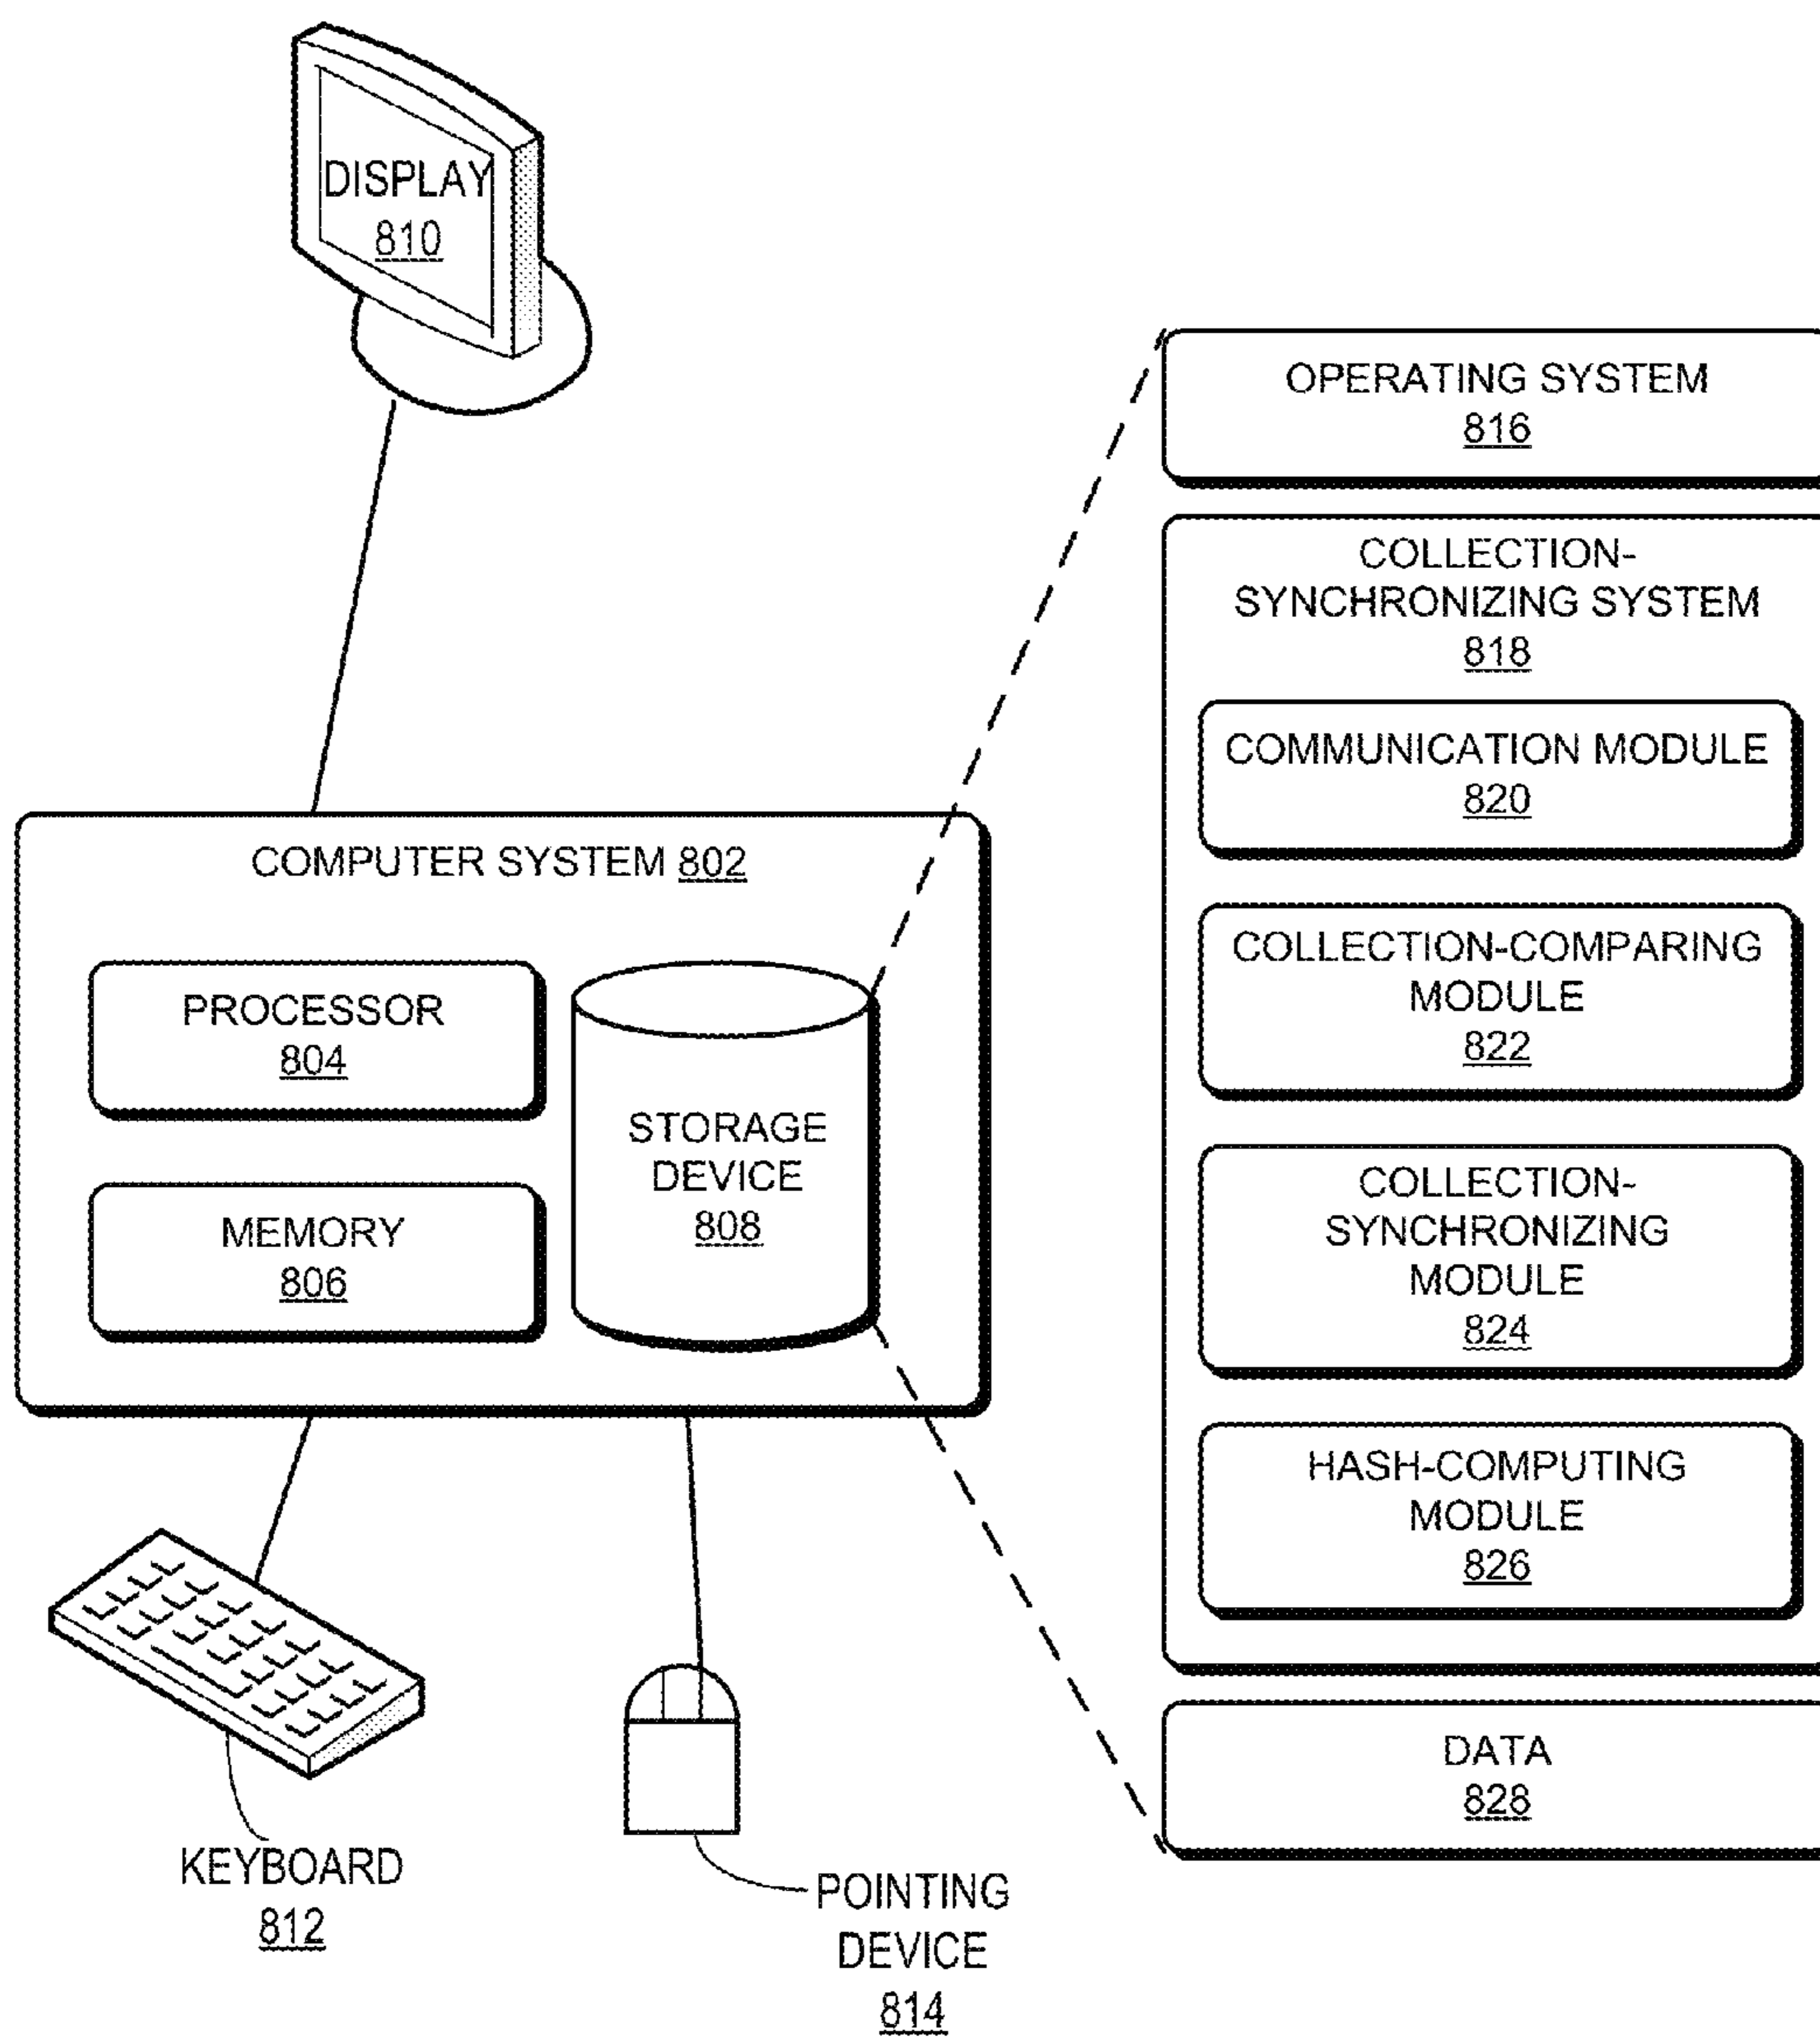 DISPLAY
810
COMPUTER SYSTEM 802
PROCESSOR
804
MEMORY
806
STORAGE
DEVICE
808
KEYBOARD
812
POINTING
DEVICE
814
OPERATING SYSTEM
816
COLLECTION-
SYNCHRONIZING SYSTEM
818
COMMUNICATION MODULE
820
COLLECTION-COMPARING
MODULE
822
COLLECTION-
SYNCHRONIZING
MODULE
824
HASH-COMPUTING
MODULE
826
DATA
828